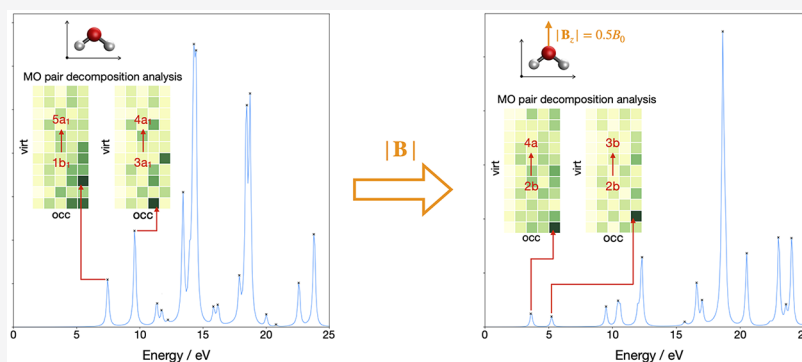 MO pair decomposition analysis
5a₁
4a₁
virt
virt
1b₁
3a₁
occ
occ
0
5
10
15
20
25
Energy / eV
|B|
|B𝓏| = 0.5B₀
MO pair decomposition analysis
4a
3b
virt
virt
2b
2b
occ
occ
0
5
10
15
20
Energy / eV